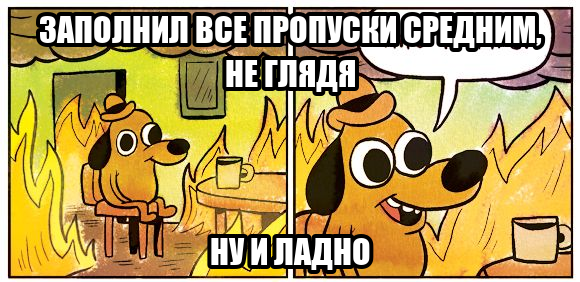 ЗАПОЛНИЛ ВСЕ ПРОПУСКИ СРЕДНИМ,
НЕ ГЛЯДЯ
НУ И ЛАДНО